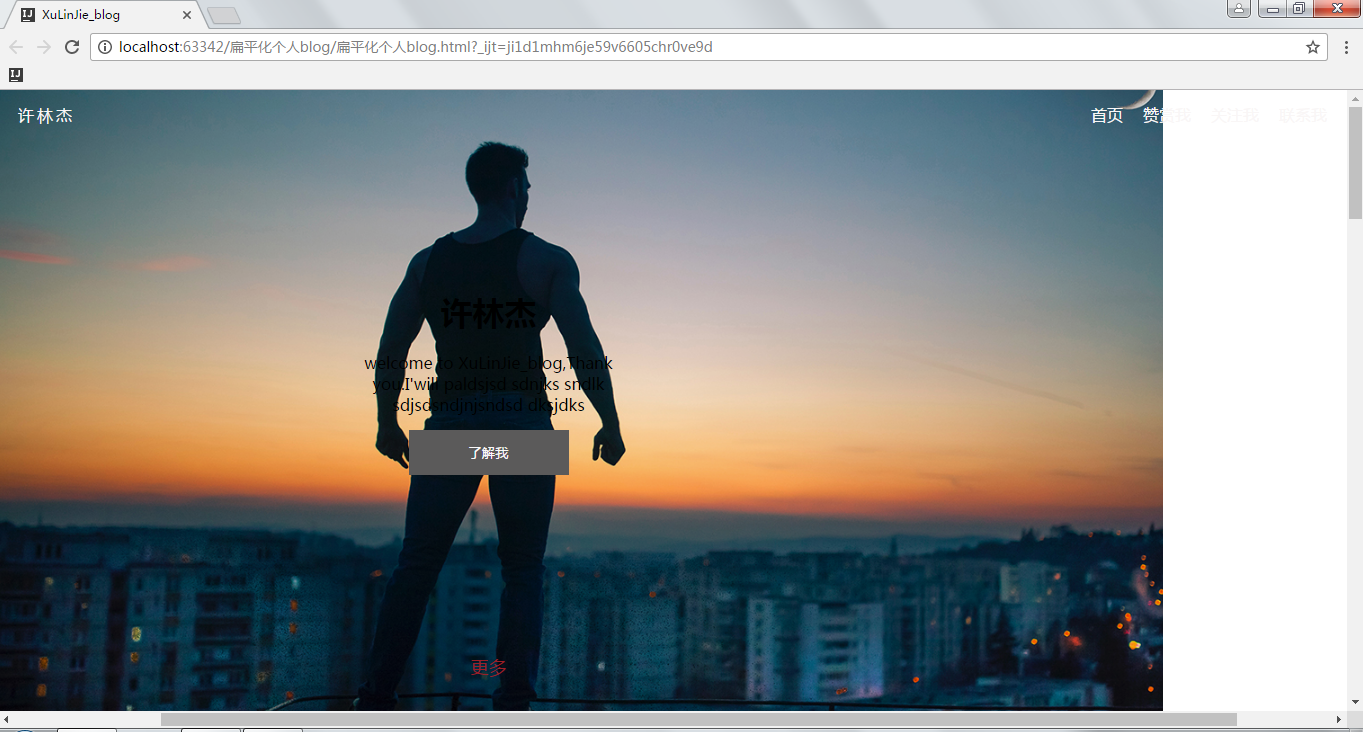 XuLinJie_blog
localhost:63342/扁平化个人blog/扁平化个人blog.html?_ijt=ji1d1mhm6je59v6605chr0ve9d
许林杰
首页 赞赏我 关注我 联系我
许林杰
welcome to XuLinJie_blog,Thank
you.I'will paldsjsd sdnjks sndlk
sdjsdsndjnjsndsd dksjdks
了解我
更多